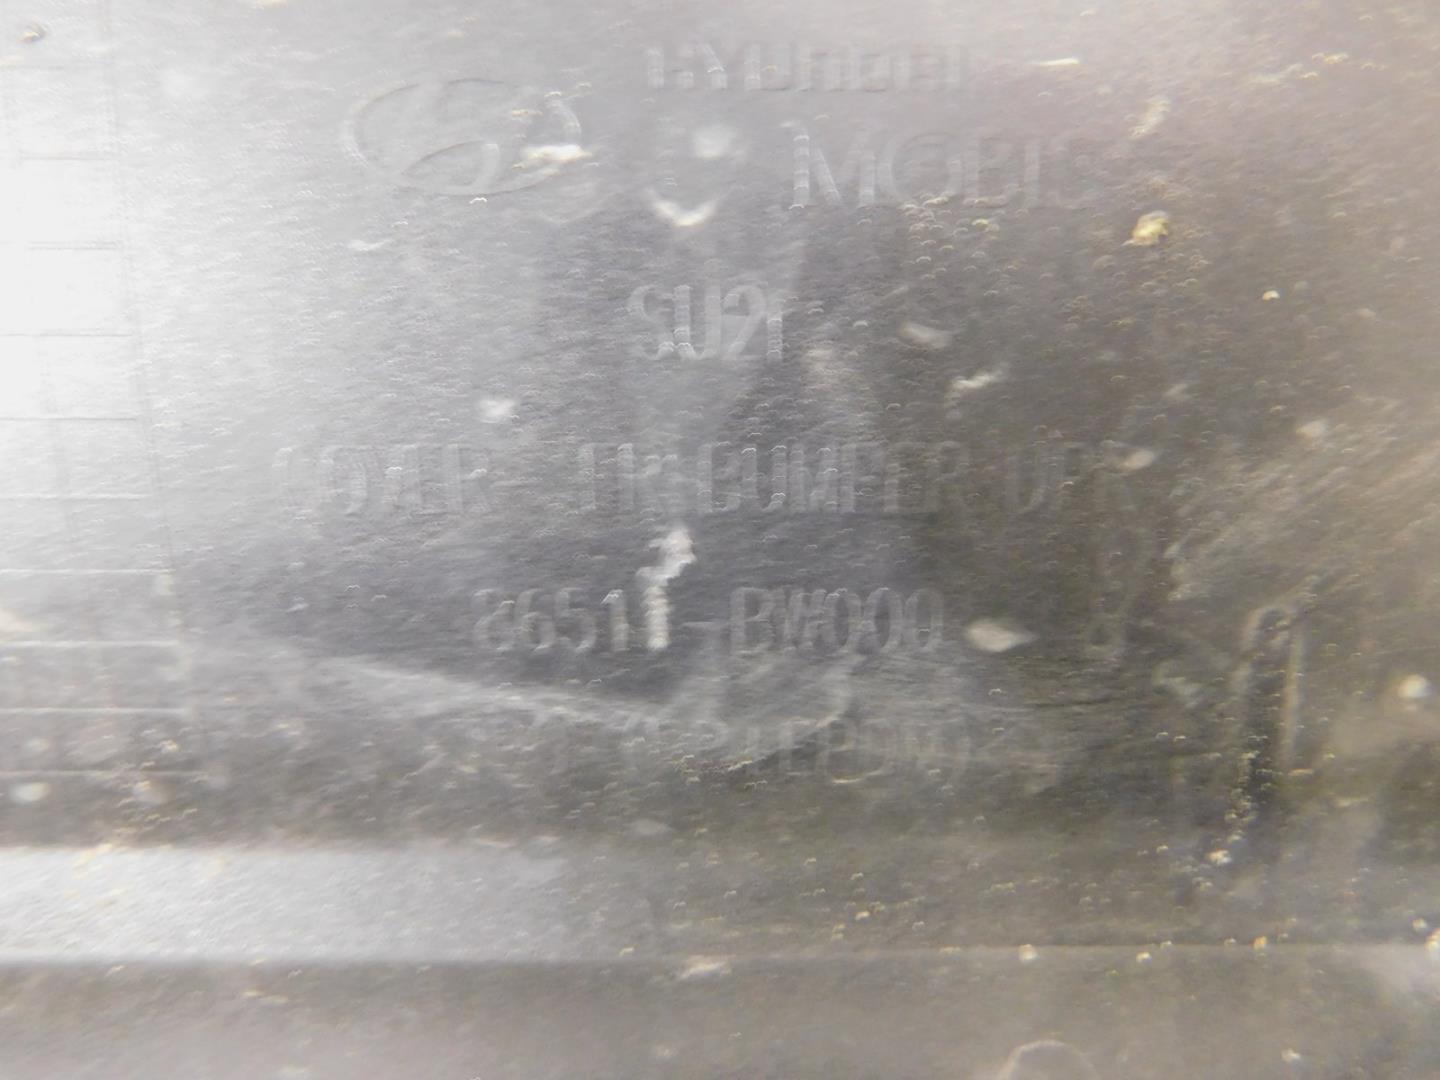 HYUNDAI
MOBIS
SU2I
COVER FR-BUMPER UPR
86511-BW000